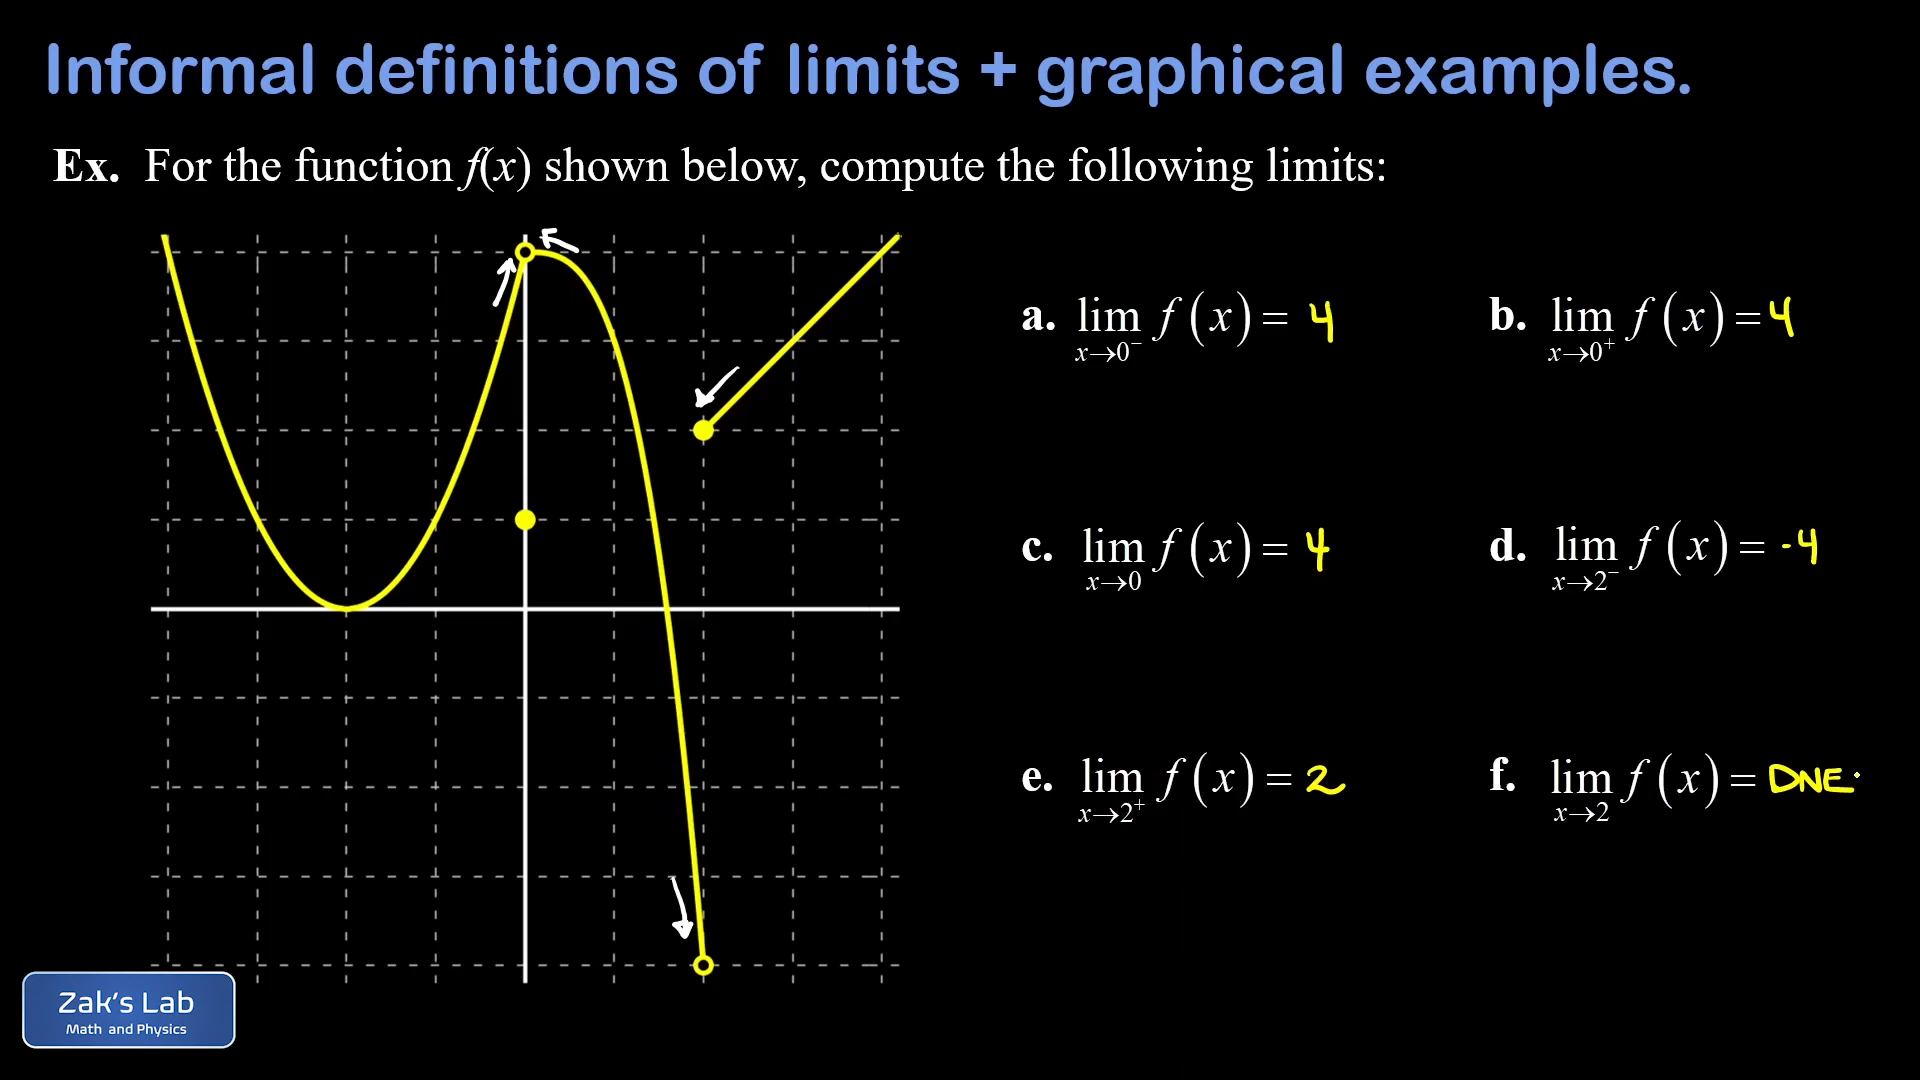 Informal definitions of limits + graphical examples.
Ex. For the function f(x) shown below, compute the following limits:
a. lim x→0⁻ f(x) = 4
b. lim x→0⁺ f(x) = 4
c. lim x→0 f(x) = 4
d. lim x→2⁻ f(x) = -4
e. lim x→2⁺ f(x) = 2
f. lim x→2 f(x) = DNE.
Zak's Lab
Math and Physics